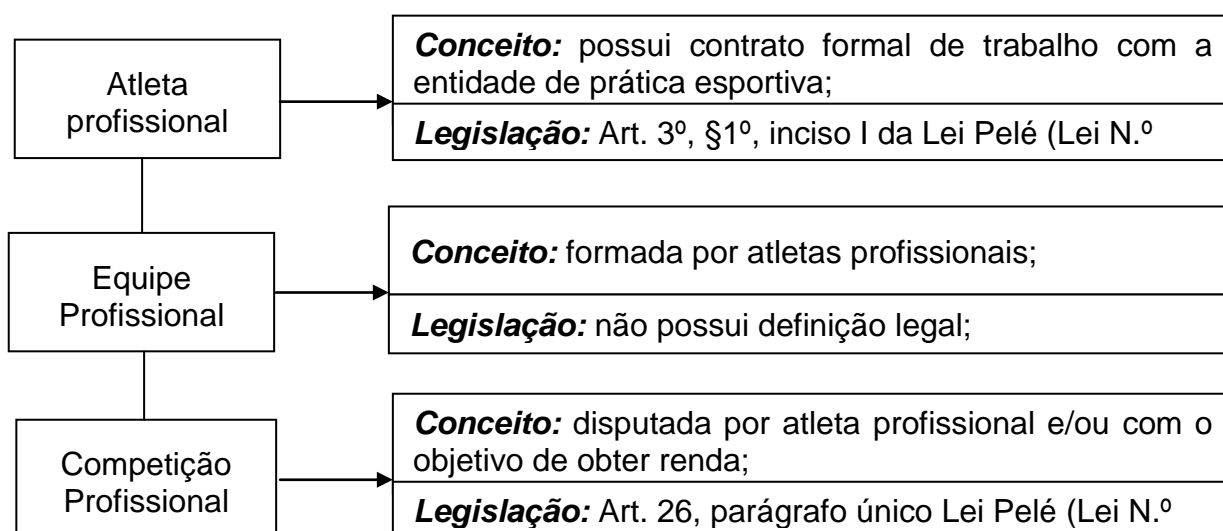 Atleta
profissional
Conceito: possui contrato formal de trabalho com a
entidade de prática esportiva;
Legislação: Art. 3º, §1º, inciso I da Lei Pelé (Lei N.º
Equipe
Profissional
Conceito: formada por atletas profissionais;
Legislação: não possui definição legal;
Competição
Profissional
Conceito: disputada por atleta profissional e/ou com o
objetivo de obter renda;
Legislação: Art. 26, parágrafo único Lei Pelé (Lei N.º